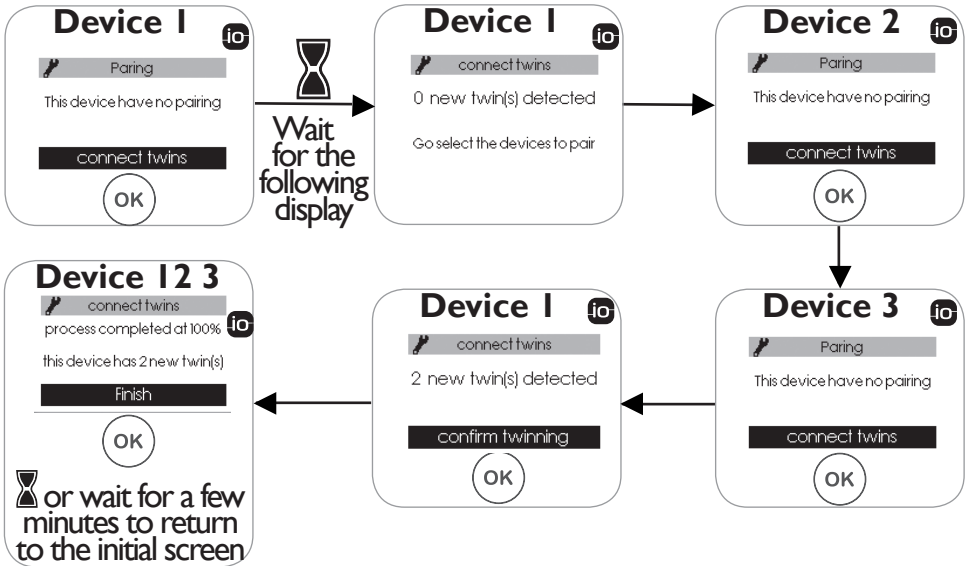 Device 1
io
Paring
This device have no pairing
connect twins
OK
Wait
for the
following
display
Device 1
io
connect twins
0 new twin(s) detected
Go select the devices to pair
Device 2
io
Paring
This device have no pairing
connect twins
OK
Device 3
io
Paring
This device have no pairing
connect twins
OK
Device 1
io
connect twins
2 new twin(s) detected
confirm twinning
OK
Device 12 3
io
connect twins
process completed at 100%
this device has 2 new twin(s)
Finish
OK
or wait for a few
minutes to return
to the initial screen